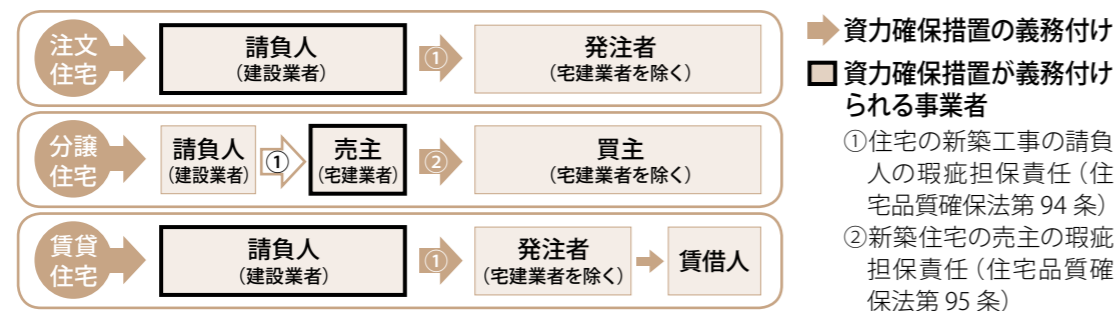 注文
住宅
請負人
(建設業者)
①
発注者
(宅建業者を除く)
分譲
住宅
請負人
(建設業者)
①
売主
(宅建業者)
②
買主
(宅建業者を除く)
賃貸
住宅
請負人
(建設業者)
①
発注者
(宅建業者を除く)
賃借人
資力確保措置の義務付け
資力確保措置が義務付け
られる事業者
①住宅の新築工事の請負
人の瑕疵担保責任(住
宅品質確保法第 94 条)
②新築住宅の売主の瑕疵
担保責任(住宅品質確
保法第 95 条)